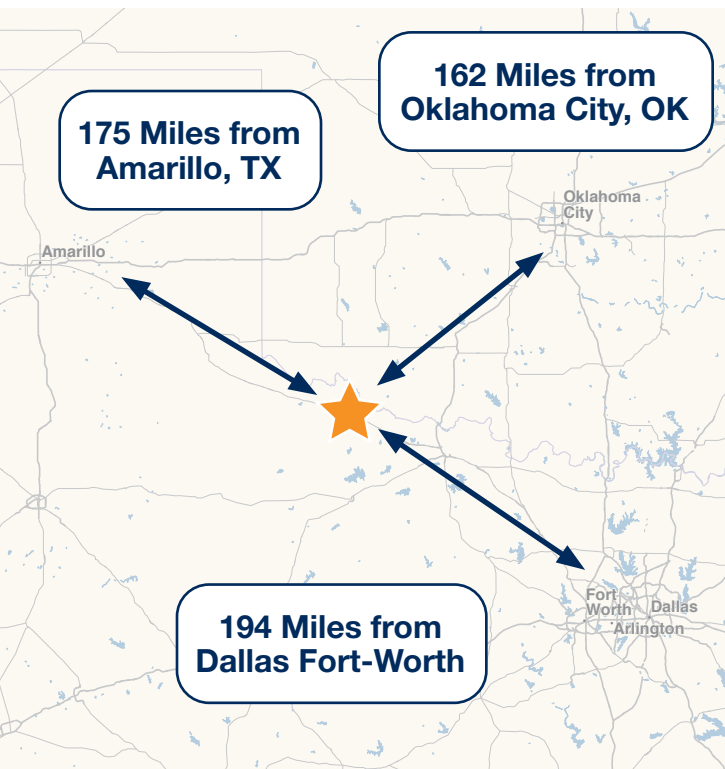 162 Miles from
Oklahoma City, OK
175 Miles from
Amarillo, TX
Oklahoma
City
Amarillo
Fort
Worth
Dallas
Arlington
194 Miles from
Dallas Fort-Worth